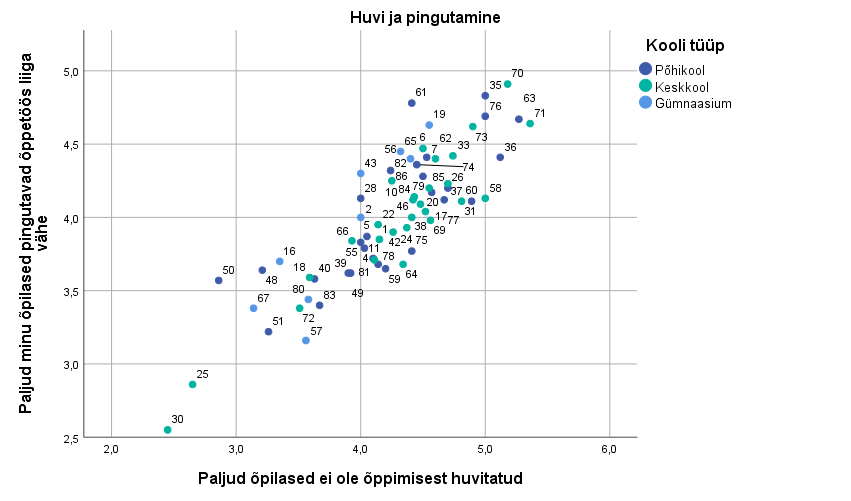 Huvi ja pingutamine
Kooli tüüp
Põhikool
Keskkool
Gümnaasium
Paljud minu õpilased pingutavad õppetöös liiga
vähe
5,0
4,5
4,0
3,5
3,0
2,5
2,0 3,0 4,0 5,0 6,0
Paljud õpilased ei ole õppimisest huvitatud
70
35
61 63
76 71
19
73
6 62
65
56 7 33 36
43 82 74
86 85 26
28 10 84 79 37 60 58
2 46 20 31
22 17 77
5 1 38 69
66 42 24 75
16 55 11
50 18 40 39 4 78
48 81 59 64
67 80 83 49
51 72
57
25
30